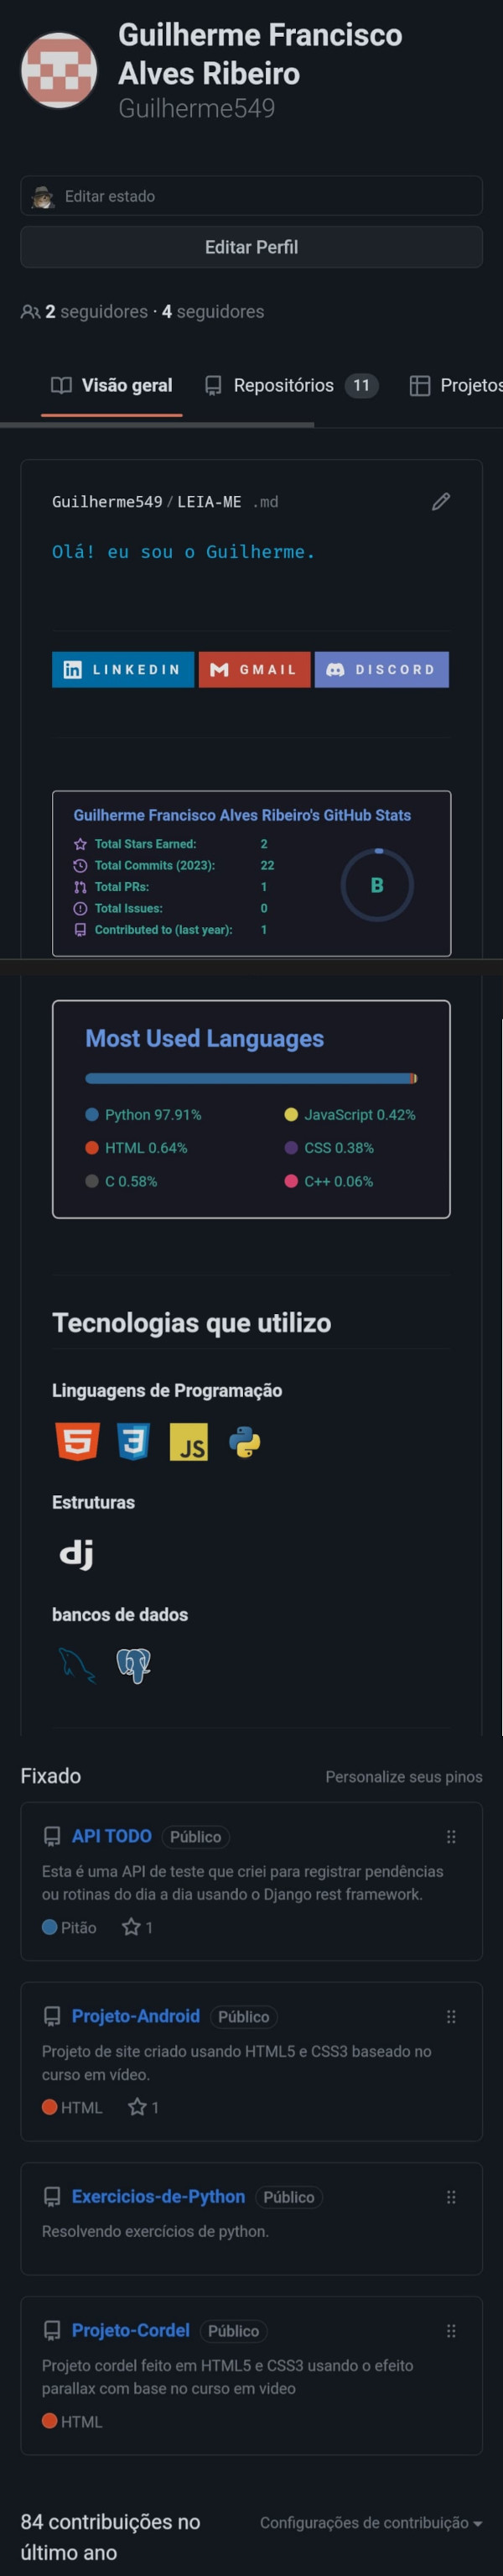 Guilherme Francisco
Alves Ribeiro
Guilherme549
Editar estado
Editar Perfil
2 seguidores · 4 seguidores
Visão geral Repositórios 11 Projetos
Guilherme549 / LEIA-ME .md
Olá! eu sou o Guilherme.
LINKEDIN GMAIL DISCORD
Guilherme Francisco Alves Ribeiro's GitHub Stats
Total Stars Earned: 2
Total Commits (2023): 22
Total PRs: 1
Total Issues: 0
Contributed to (last year): 1
B
Most Used Languages
Python 97.91% JavaScript 0.42%
HTML 0.64% CSS 0.38%
C 0.58% C++ 0.06%
Tecnologias que utilizo
Linguagens de Programação
5 3 JS
Estruturas
dj
bancos de dados
Fixado Personalize seus pinos
API TODO Público
Esta é uma API de teste que criei para registrar pendências
ou rotinas do dia a dia usando o Django rest framework.
Pitão 1
Projeto-Android Público
Projeto de site criado usando HTML5 e CSS3 baseado no
curso em vídeo.
HTML 1
Exercicios-de-Python Público
Resolvendo exercícios de python.
Projeto-Cordel Público
Projeto cordel feito em HTML5 e CSS3 usando o efeito
parallax com base no curso em video
HTML
84 contribuições no Configurações de contribuição
último ano